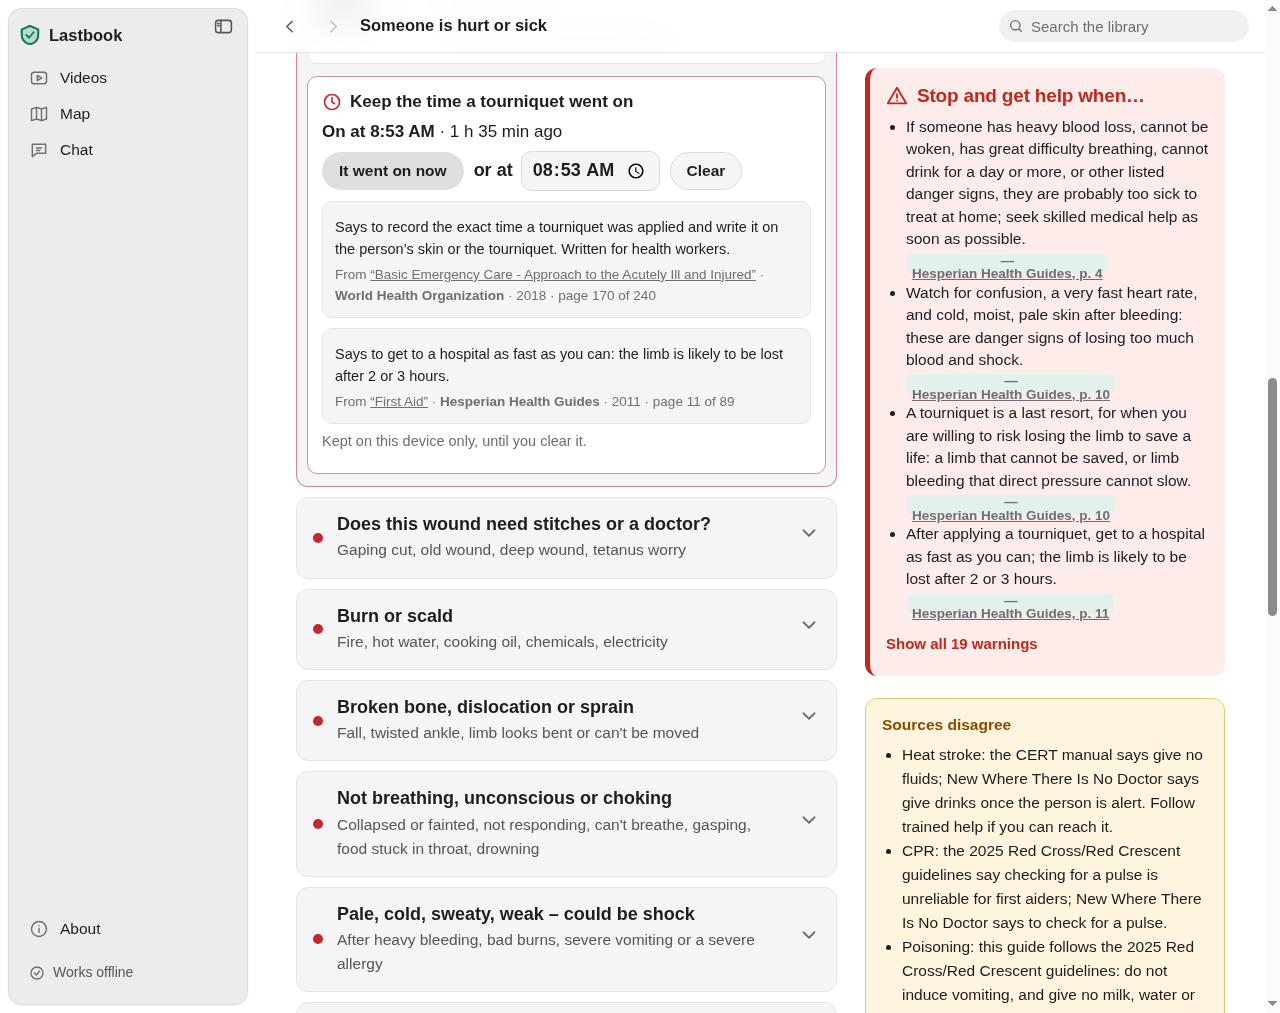 Lastbook
Videos
Map
Chat
About
Works offline
Someone is hurt or sick
Search the library
Keep the time a tourniquet went on
On at 8:53 AM · 1 h 35 min ago
It went on now or at 08:53 AM Clear
Says to record the exact time a tourniquet was applied and write it on
the person’s skin or the tourniquet. Written for health workers.
From “Basic Emergency Care - Approach to the Acutely Ill and Injured” ·
World Health Organization · 2018 · page 170 of 240
Says to get to a hospital as fast as you can: the limb is likely to be lost
after 2 or 3 hours.
From “First Aid” · Hesperian Health Guides · 2011 · page 11 of 89
Kept on this device only, until you clear it.
Does this wound need stitches or a doctor?
Gaping cut, old wound, deep wound, tetanus worry
Burn or scald
Fire, hot water, cooking oil, chemicals, electricity
Broken bone, dislocation or sprain
Fall, twisted ankle, limb looks bent or can't be moved
Not breathing, unconscious or choking
Collapsed or fainted, not responding, can't breathe, gasping,
food stuck in throat, drowning
Pale, cold, sweaty, weak – could be shock
After heavy bleeding, bad burns, severe vomiting or a severe
allergy
Stop and get help when…
• If someone has heavy blood loss, cannot be
woken, has great difficulty breathing, cannot
drink for a day or more, or other listed
danger signs, they are probably too sick to
treat at home; seek skilled medical help as
soon as possible.
—
Hesperian Health Guides, p. 4
• Watch for confusion, a very fast heart rate,
and cold, moist, pale skin after bleeding:
these are danger signs of losing too much
blood and shock.
—
Hesperian Health Guides, p. 10
• A tourniquet is a last resort, for when you
are willing to risk losing the limb to save a
life: a limb that cannot be saved, or limb
bleeding that direct pressure cannot slow.
—
Hesperian Health Guides, p. 10
• After applying a tourniquet, get to a hospital
as fast as you can; the limb is likely to be
lost after 2 or 3 hours.
—
Hesperian Health Guides, p. 11
Show all 19 warnings
Sources disagree
• Heat stroke: the CERT manual says give no
fluids; New Where There Is No Doctor says
give drinks once the person is alert. Follow
trained help if you can reach it.
• CPR: the 2025 Red Cross/Red Crescent
guidelines say checking for a pulse is
unreliable for first aiders; New Where There
Is No Doctor says to check for a pulse.
• Poisoning: this guide follows the 2025 Red
Cross/Red Crescent guidelines: do not
induce vomiting, and give no milk, water or